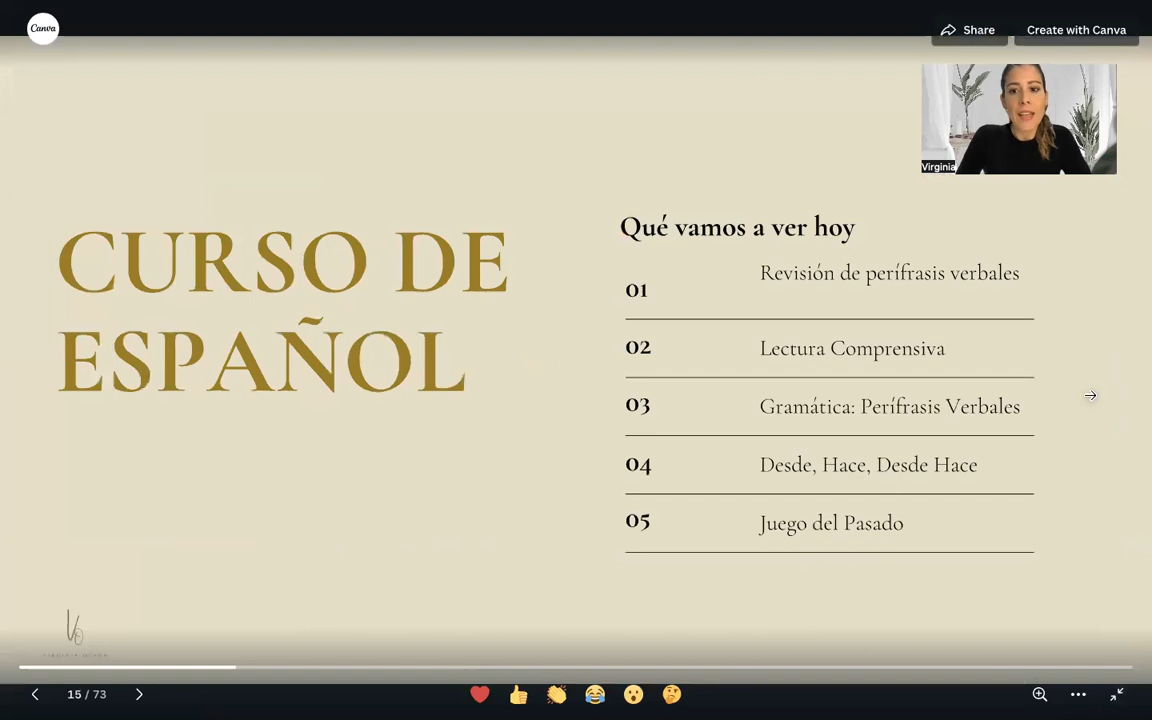 Canva
Share
Create with Canva
Virginia
CURSO DE
ESPAÑOL
Qué vamos a ver hoy
01
Revisión de perífrasis verbales
02
Lectura Comprensiva
03
Gramática: Perífrasis Verbales
04
Desde, Hace, Desde Hace
05
Juego del Pasado
15 / 73